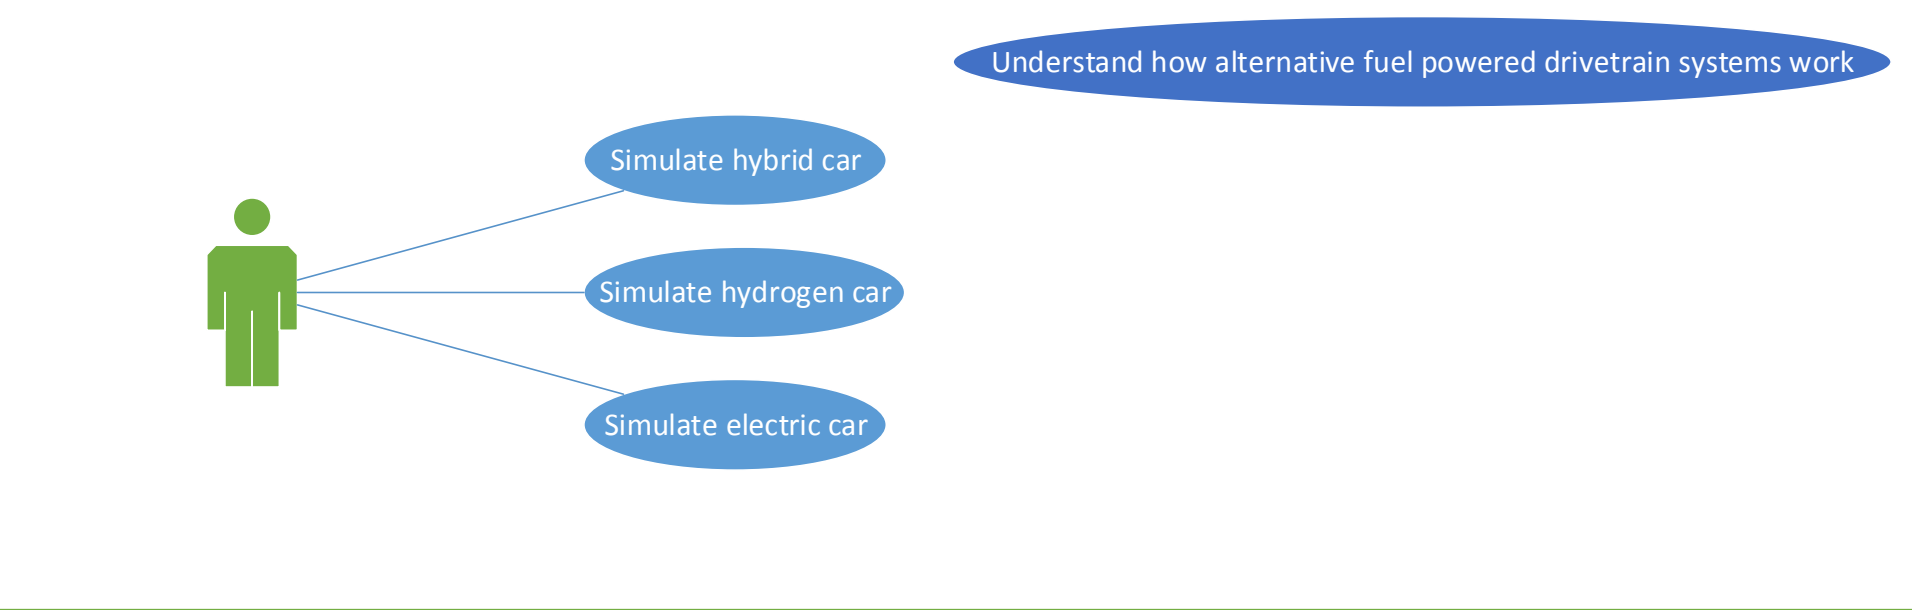 Understand how alternative fuel powered drivetrain systems work
Simulate hybrid car
Simulate hydrogen car
Simulate electric car